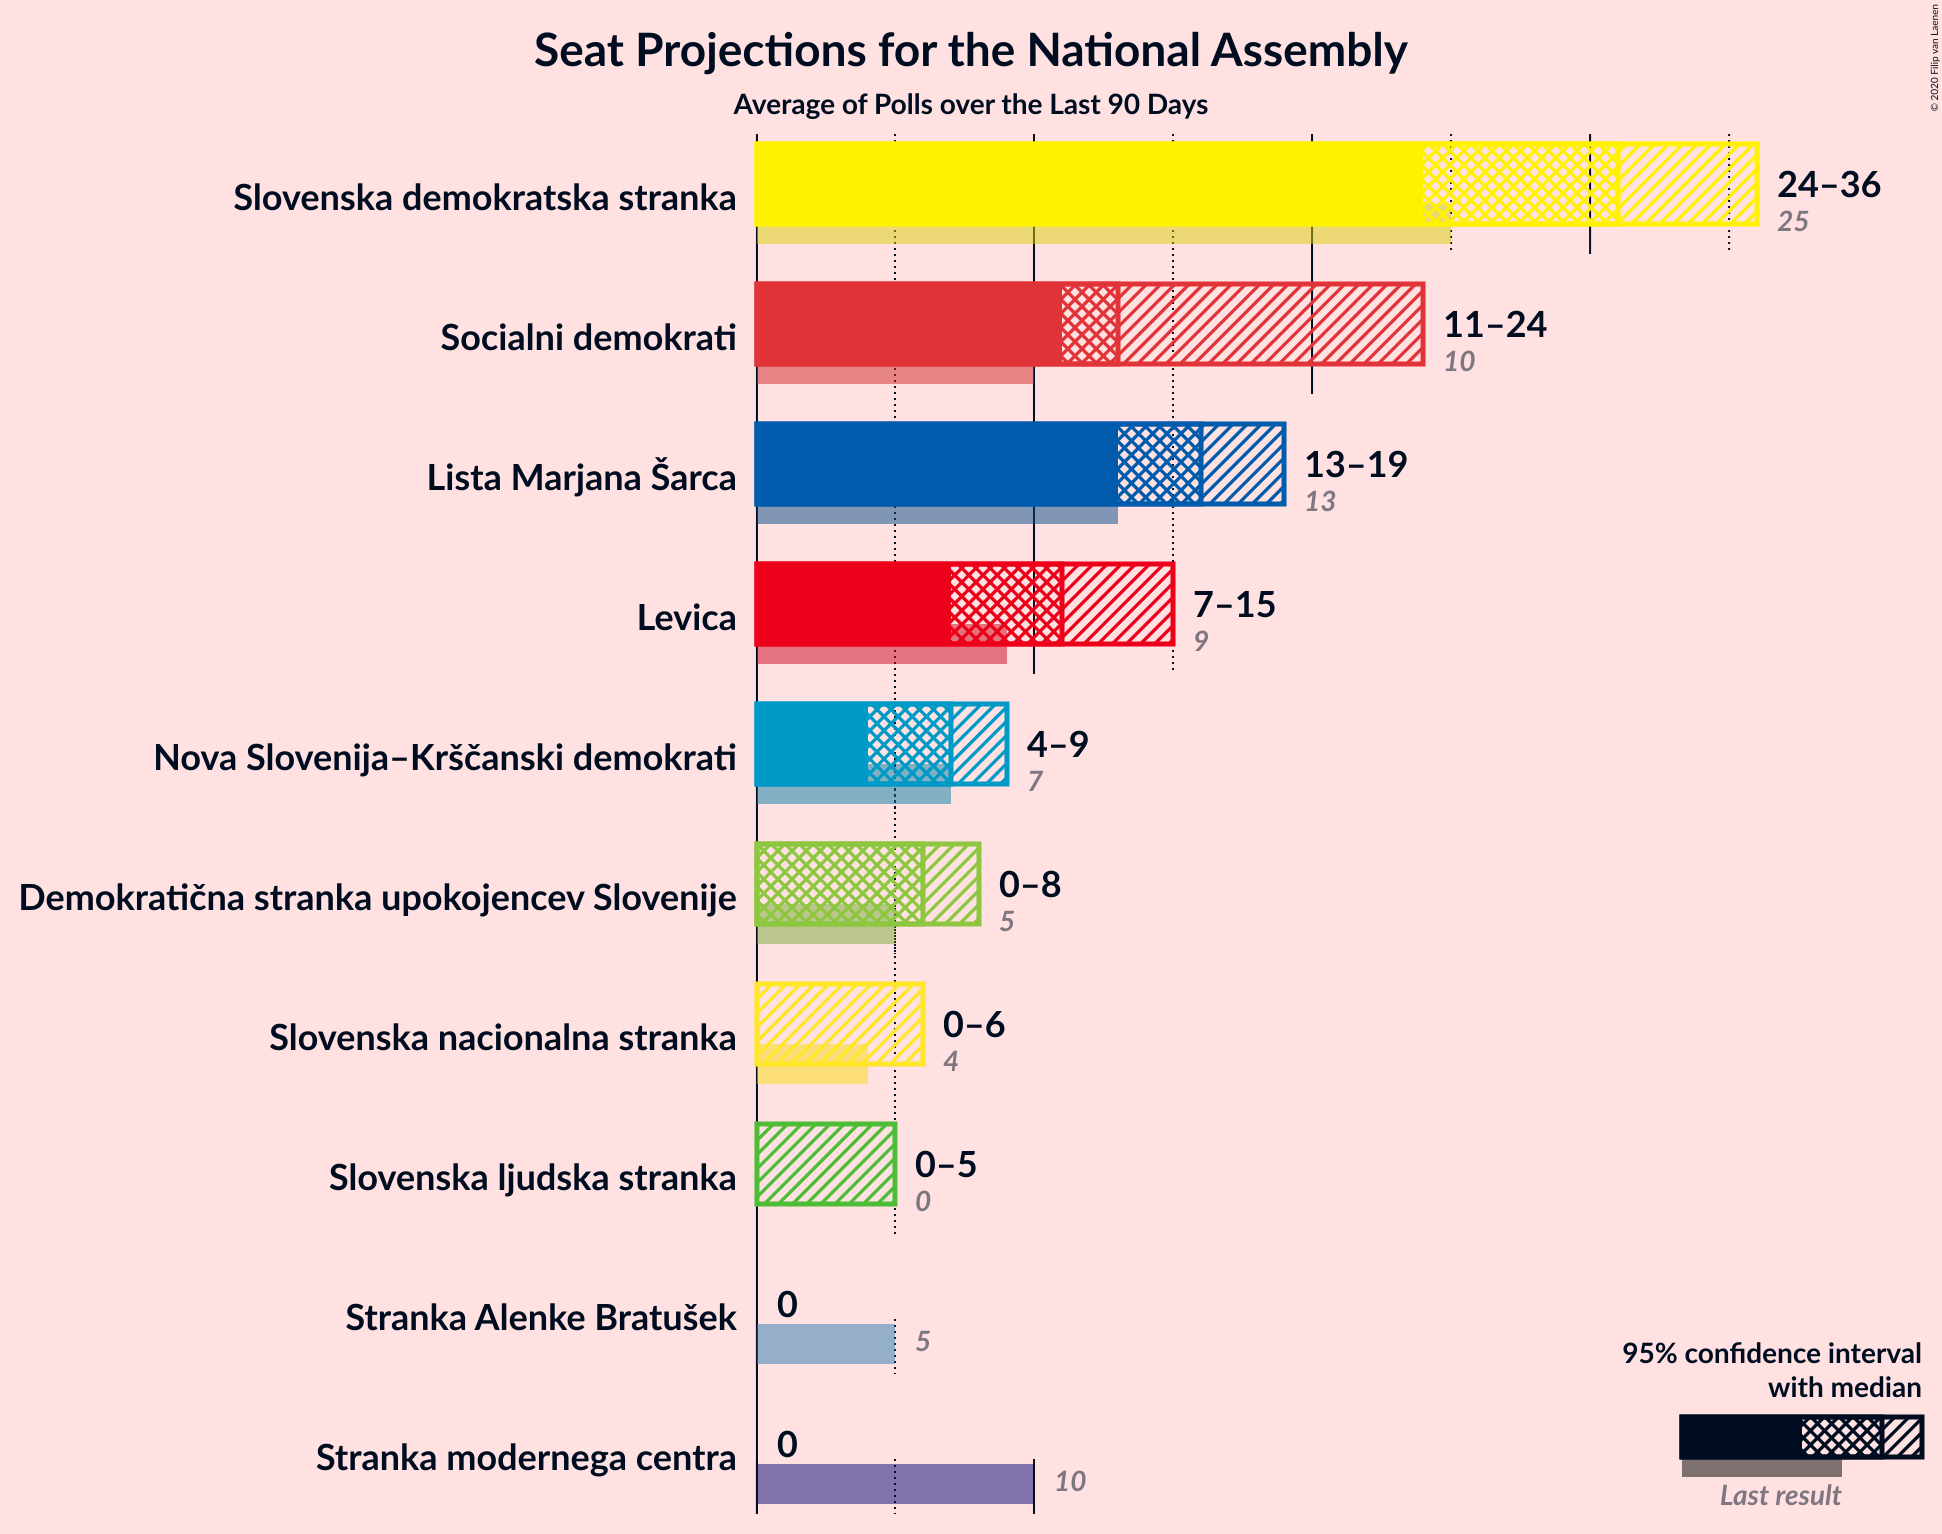 Seat Projections for the National Assembly
Average of Polls over the Last 90 Days
© 2020 Filip van Laenen
Slovenska demokratska stranka
24–36
25
Socialni demokrati
11–24
10
Lista Marjana Šarca
13–19
13
Levica
7–15
9
Nova Slovenija–Krščanski demokrati
4–9
7
Demokratična stranka upokojencev Slovenije
0–8
5
Slovenska nacionalna stranka
0–6
4
Slovenska ljudska stranka
0–5
0
Stranka Alenke Bratušek
0
5
Stranka modernega centra
0
10
95% confidence interval
with median
Last result